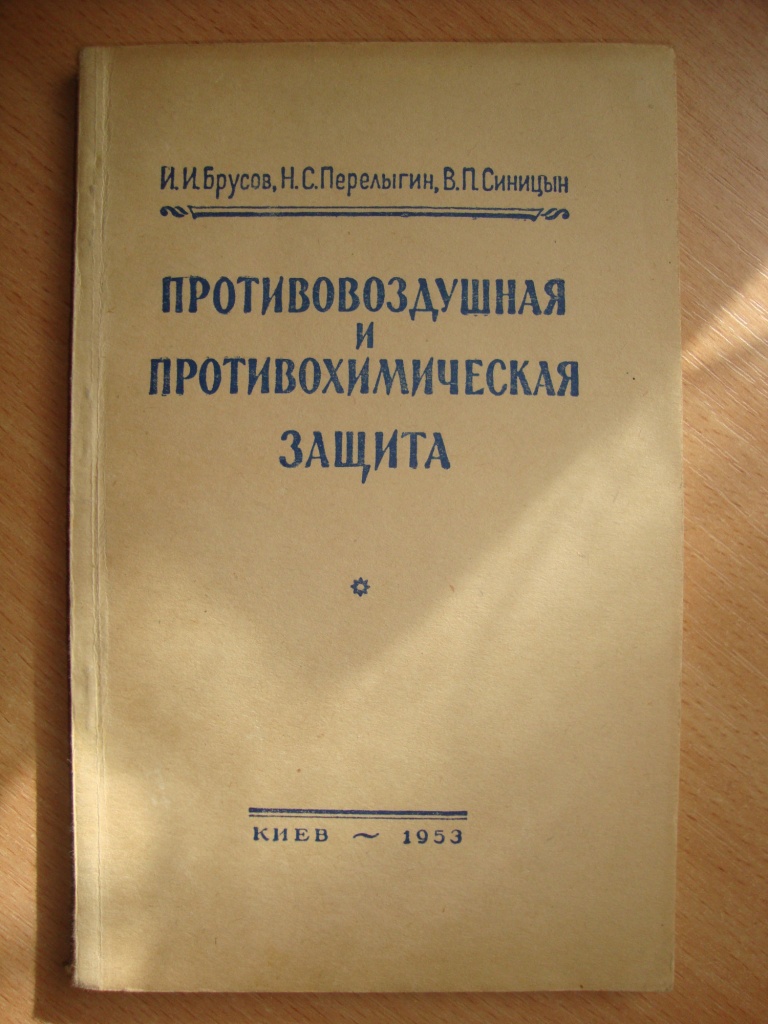 И. И. Брусов, Н. С. Перелыгин, В. П. Синицын
ПРОТИВОВОЗДУШНАЯ
И
ПРОТИВОХИМИЧЕСКАЯ
ЗАЩИТА
КИЕВ ~ 1953